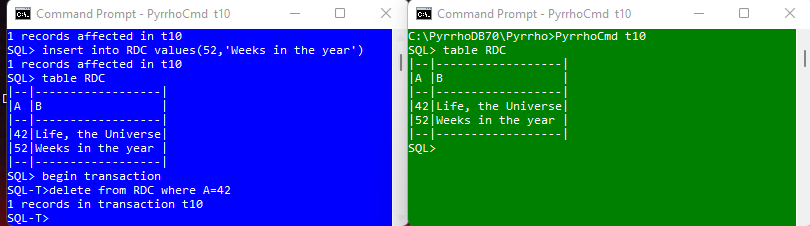 Command Prompt - PyrrhoCmd  t10
1 records affected in t10
SQL> insert into RDC values(52,'Weeks in the year')
1 records affected in t10
SQL> table RDC
|--|------------------|
|A |B                 |
|--|------------------|
|42|Life, the Universe|
|52|Weeks in the year |
|--|------------------|
SQL> begin transaction
SQL-T>delete from RDC where A=42
1 records in transaction t10
SQL-T>
Command Prompt - PyrrhoCmd  t10
C:\PyrrhoDB70\Pyrrho>PyrrhoCmd t10
SQL> table RDC
|--|------------------|
|A |B                 |
|--|------------------|
|42|Life, the Universe|
|52|Weeks in the year |
|--|------------------|
SQL>